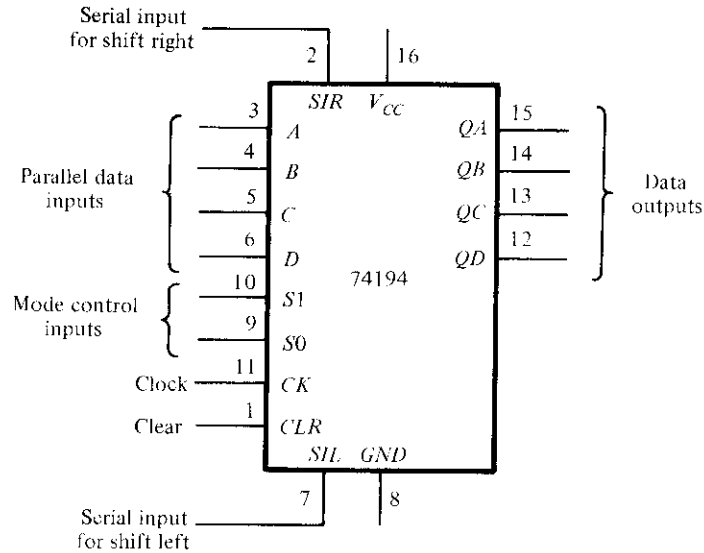 Serial input
for shift right
2
16
SIR
V_CC
3
A
QA
15
4
B
QB
14
Parallel data
inputs
5
C
QC
13
Data
outputs
6
D
QD
12
10
S1
74194
Mode control
inputs
9
S0
Clock
11
CK
Clear
1
CLR
SIL
GND
7
8
Serial input
for shift left